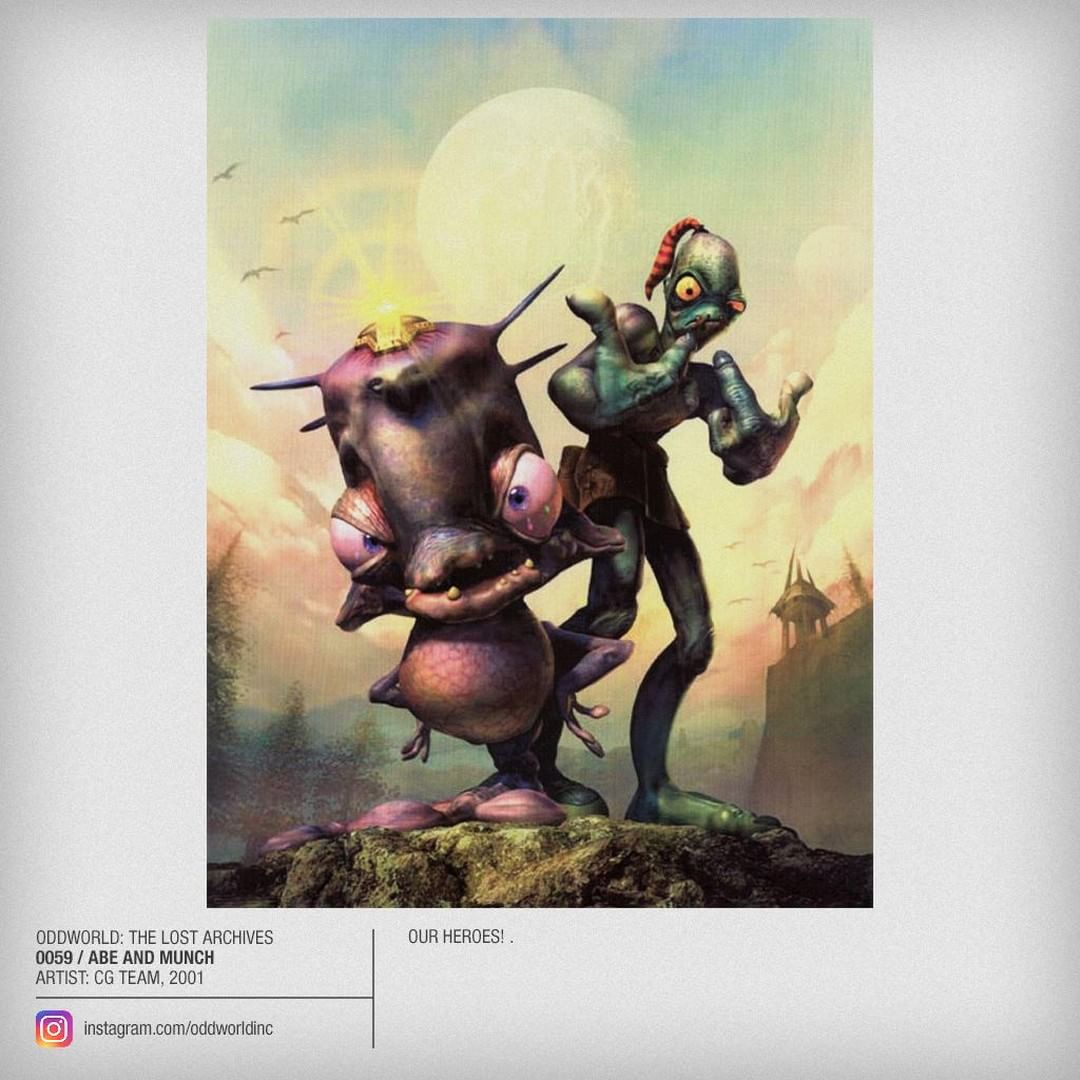 ODDWORLD: THE LOST ARCHIVES
0059 / ABE AND MUNCH
ARTIST: CG TEAM, 2001
instagram.com/oddworldinc
OUR HEROES! .